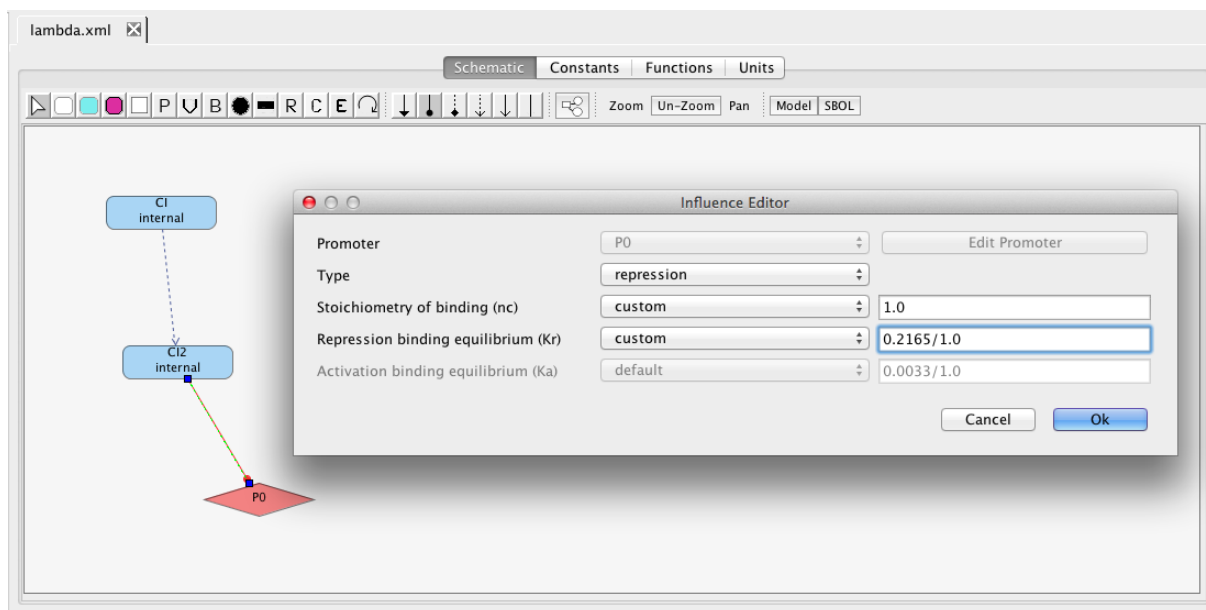 lambda.xml
Schematic Constants Functions Units
P V B R C E Zoom Un-Zoom Pan Model SBOL
CI
internal
Influence Editor
Promoter P0 Edit Promoter
Type repression
Stoichiometry of binding (nc) custom 1.0
Repression binding equilibrium (Kr) custom 0.2165/1.0
Activation binding equilibrium (Ka) default 0.0033/1.0
Cancel Ok
CI2
internal
P0